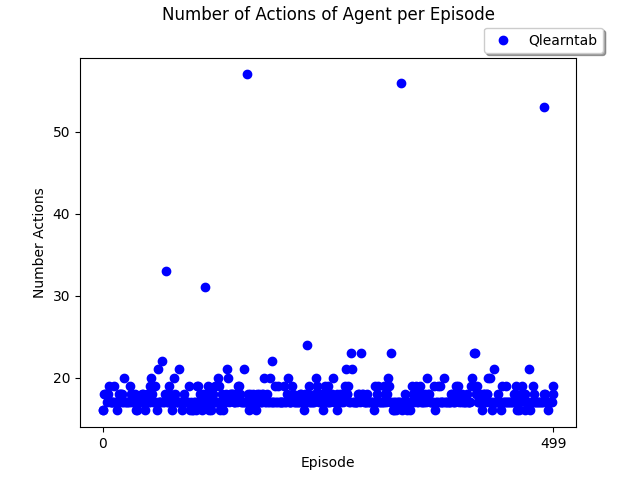 Number of Actions of Agent per Episode
Qlearntab
Number Actions
50
40
30
20
0
499
Episode